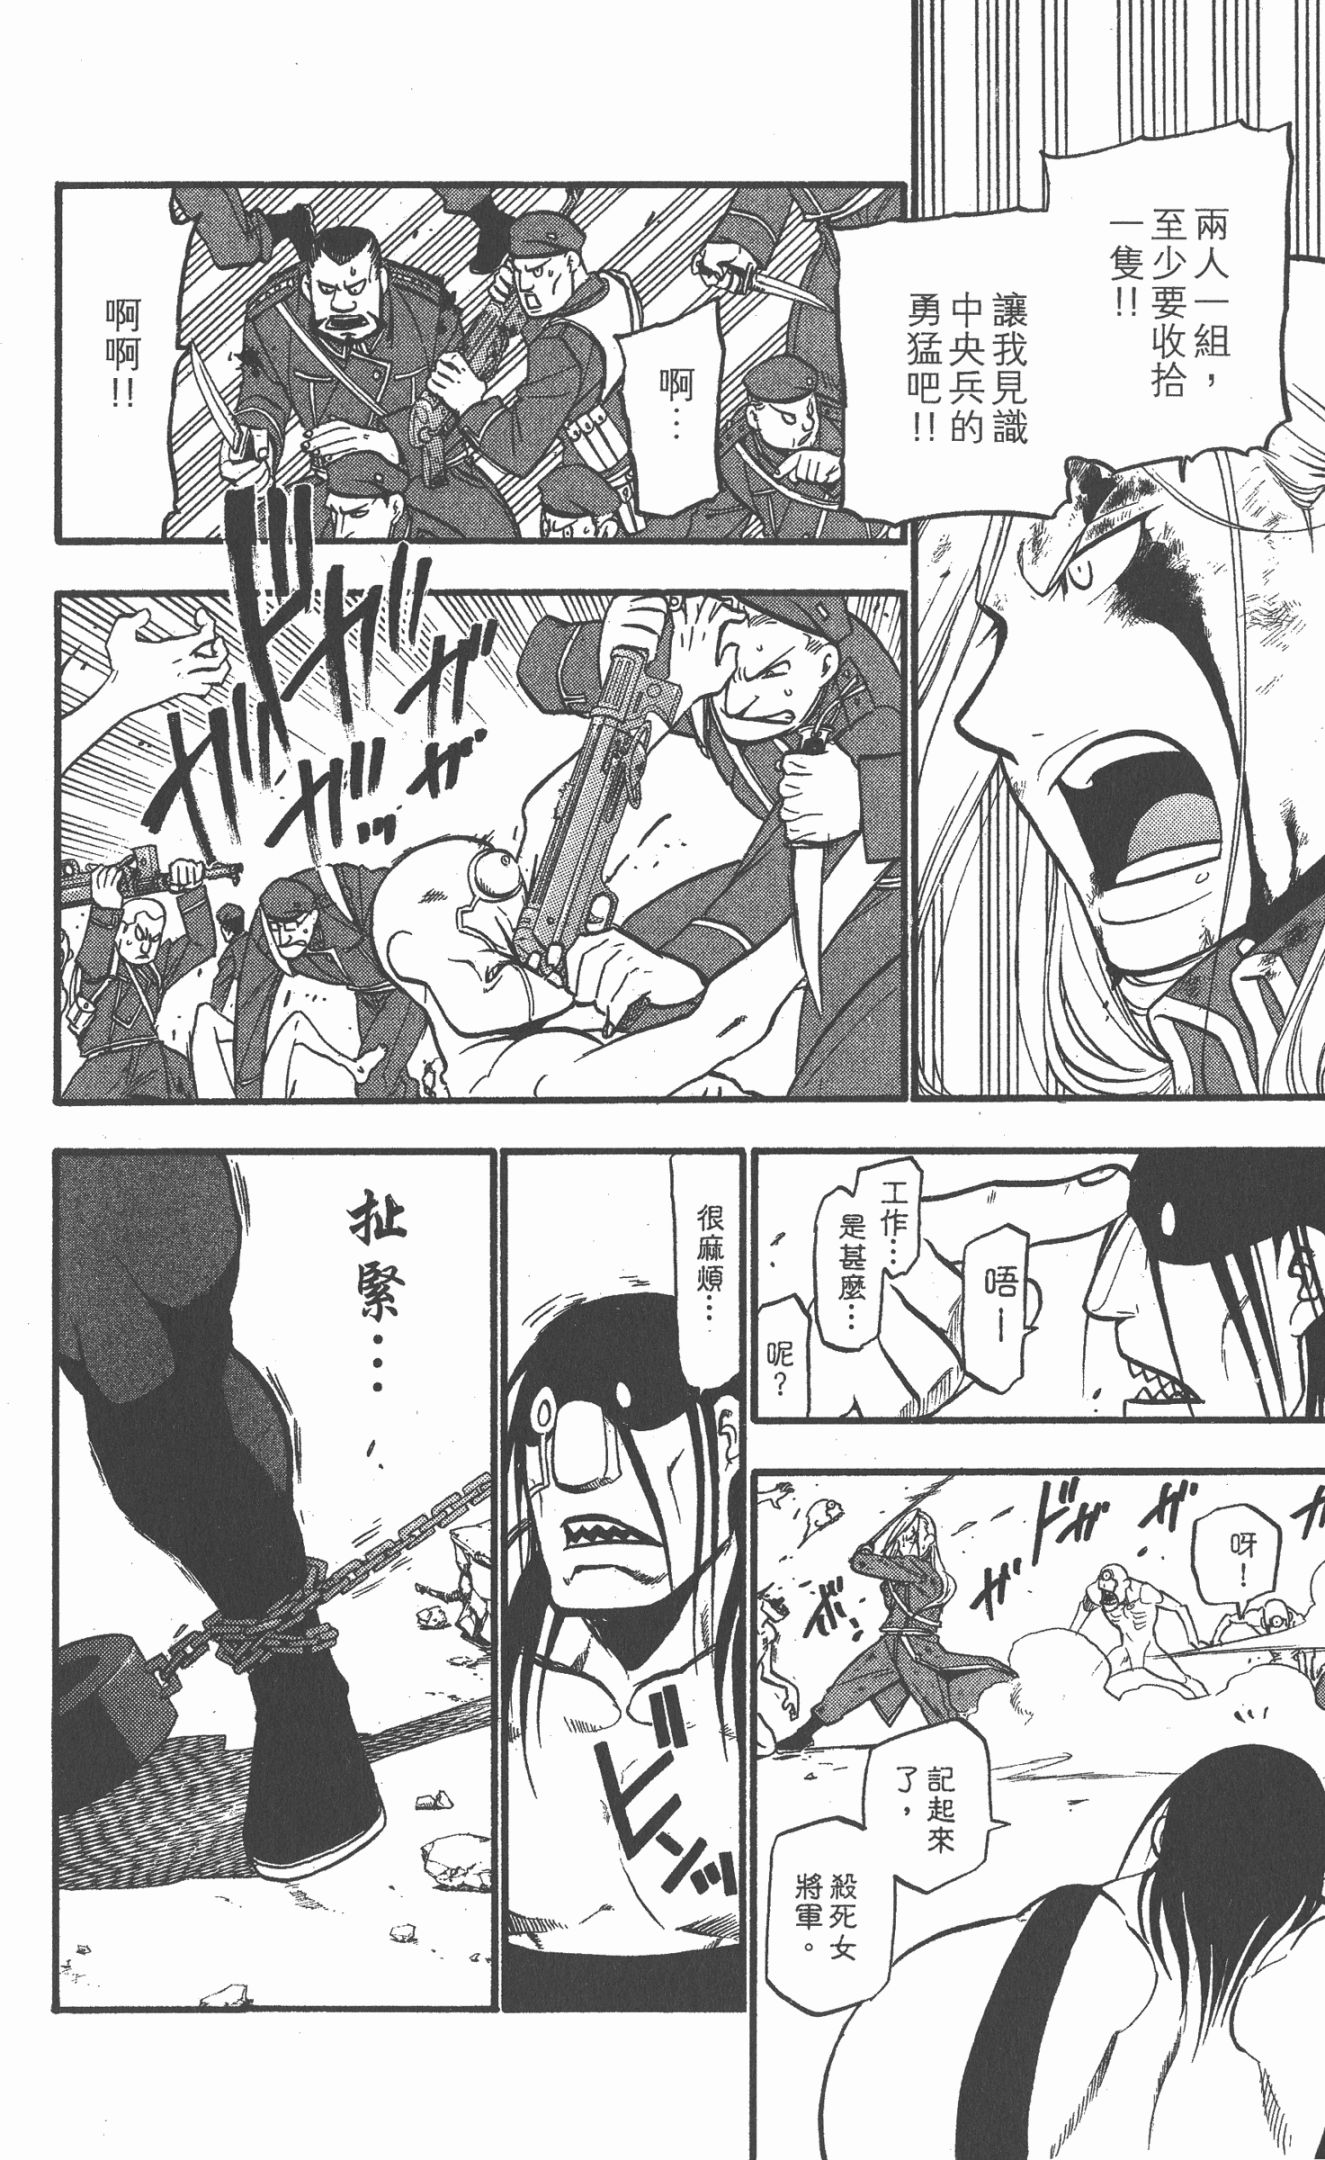 兩人一組，
至少要收拾
一隻!!
讓我見識
中央兵的
勇猛吧!!
啊…
啊啊!!
ドガガ
ガガガッ
唔—
工作…
是甚麼…
呢？
呀！
ドガ
ガ
ガ
ボッ!
記起來
了，
殺死女
將軍。
很麻煩…
ビンッ
扯緊……